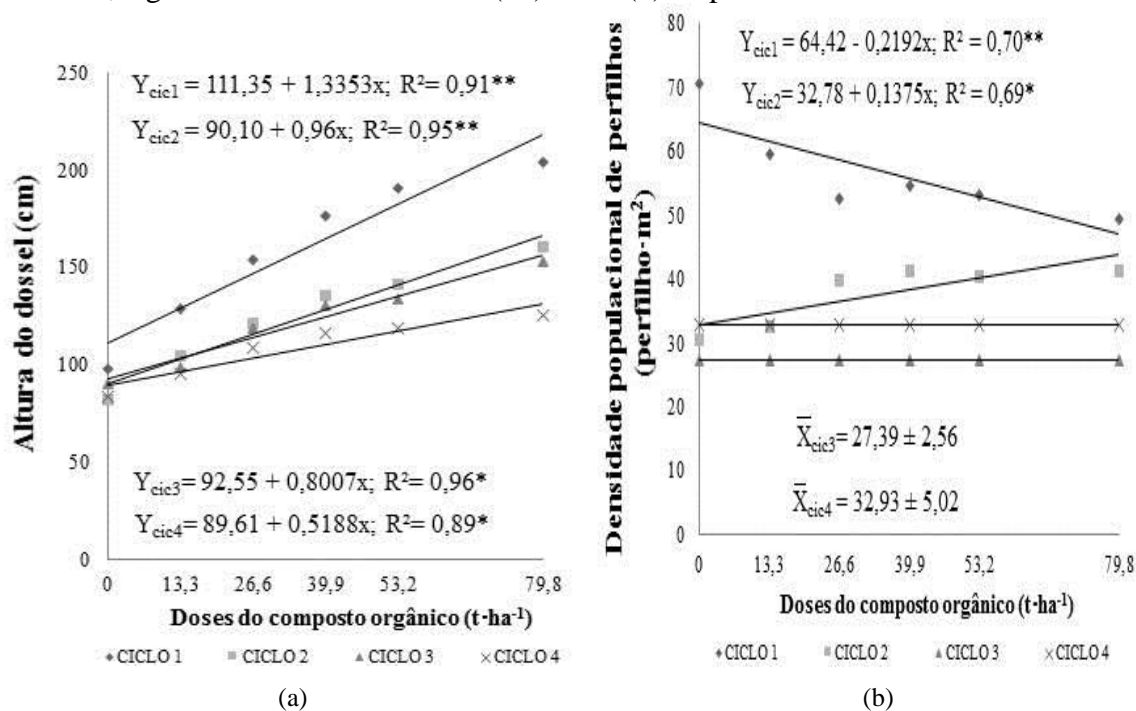 Altura do dossel (cm)
250
200
150
100
50
0
Y_cic1 = 111,35 + 1,3353x; R²= 0,91**
Y_cic2 = 90,10 + 0,96x; R²= 0,95**
Y_cic3 = 92,55 + 0,8007x; R²= 0,96*
Y_cic4= 89,61 + 0,5188x; R²= 0,89*
0 13,3 26,6 39,9 53,2 79,8
Doses do composto orgânico (t·ha⁻¹)
CICLO 1 CICLO 2 CICLO 3 CICLO 4
(a)
Densidade populacional de perfilhos
(perfilho·m²)
80
70
60
50
40
30
20
10
0
Y_cic1 = 64,42 - 0,2192x; R² = 0,70**
Y_cic2= 32,78 + 0,1375x; R² = 0,69*
X̅_cic3= 27,39 ± 2,56
X̅_cic4= 32,93 ± 5,02
0 13,3 26,6 39,9 53,2 79,8
Doses do composto orgânico (t·ha⁻¹)
CICLO 1 CICLO 2 CICLO 3 CICLO 4
(b)